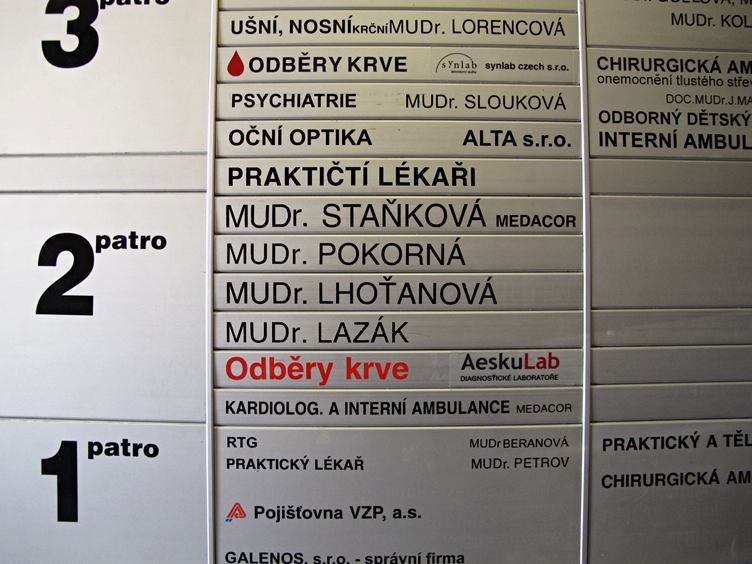 3 patro
UŠNÍ, NOSNÍ KRČNÍ MUDr. LORENCOVÁ
ODBĚRY KRVE synlab synlab czech s.r.o.
PSYCHIATRIE MUDr. SLOUKOVÁ
OČNÍ OPTIKA ALTA s.r.o.
PRAKTIČTÍ LÉKAŘI
2 patro
MUDr. STAŇKOVÁ MEDACOR
MUDr. POKORNÁ
MUDr. LHOŤANOVÁ
MUDr. LAZÁK
Odběry krve AeskuLab
DIAGNOSTICKÉ LABORATOŘE
KARDIOLOG. A INTERNÍ AMBULANCE MEDACOR
1 patro
RTG MUDr BERANOVÁ
PRAKTICKÝ LÉKAŘ MUDr. PETROV
Pojišťovna VZP, a.s.
GALENOS, s.r.o. - správní firma
MUDr. KOL
CHIRURGICKÁ AM
onemocnění tlustého střev
DOC.MUDr.J.MA
ODBORNÝ DĚTSKÝ
INTERNÍ AMBUL
PRAKTICKÝ A TĚL
CHIRURGICKÁ AM